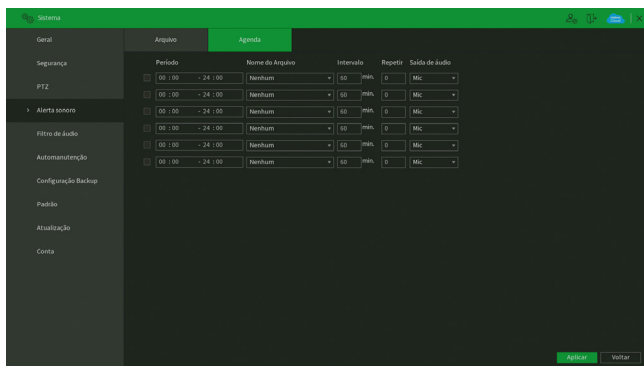 Sistema
Geral
Segurança
PTZ
Alerta sonoro
Filtro de áudio
Automanutenção
Configuração Backup
Padrão
Atualização
Conta
Arquivo Agenda
Período Nome do Arquivo Intervalo Repetir Saída de áudio
00 : 00 - 24 : 00 Nenhum 60 min. 0 Mic
00 : 00 - 24 : 00 Nenhum 60 min. 0 Mic
00 : 00 - 24 : 00 Nenhum 60 min. 0 Mic
00 : 00 - 24 : 00 Nenhum 60 min. 0 Mic
00 : 00 - 24 : 00 Nenhum 60 min. 0 Mic
00 : 00 - 24 : 00 Nenhum 60 min. 0 Mic
Aplicar Voltar